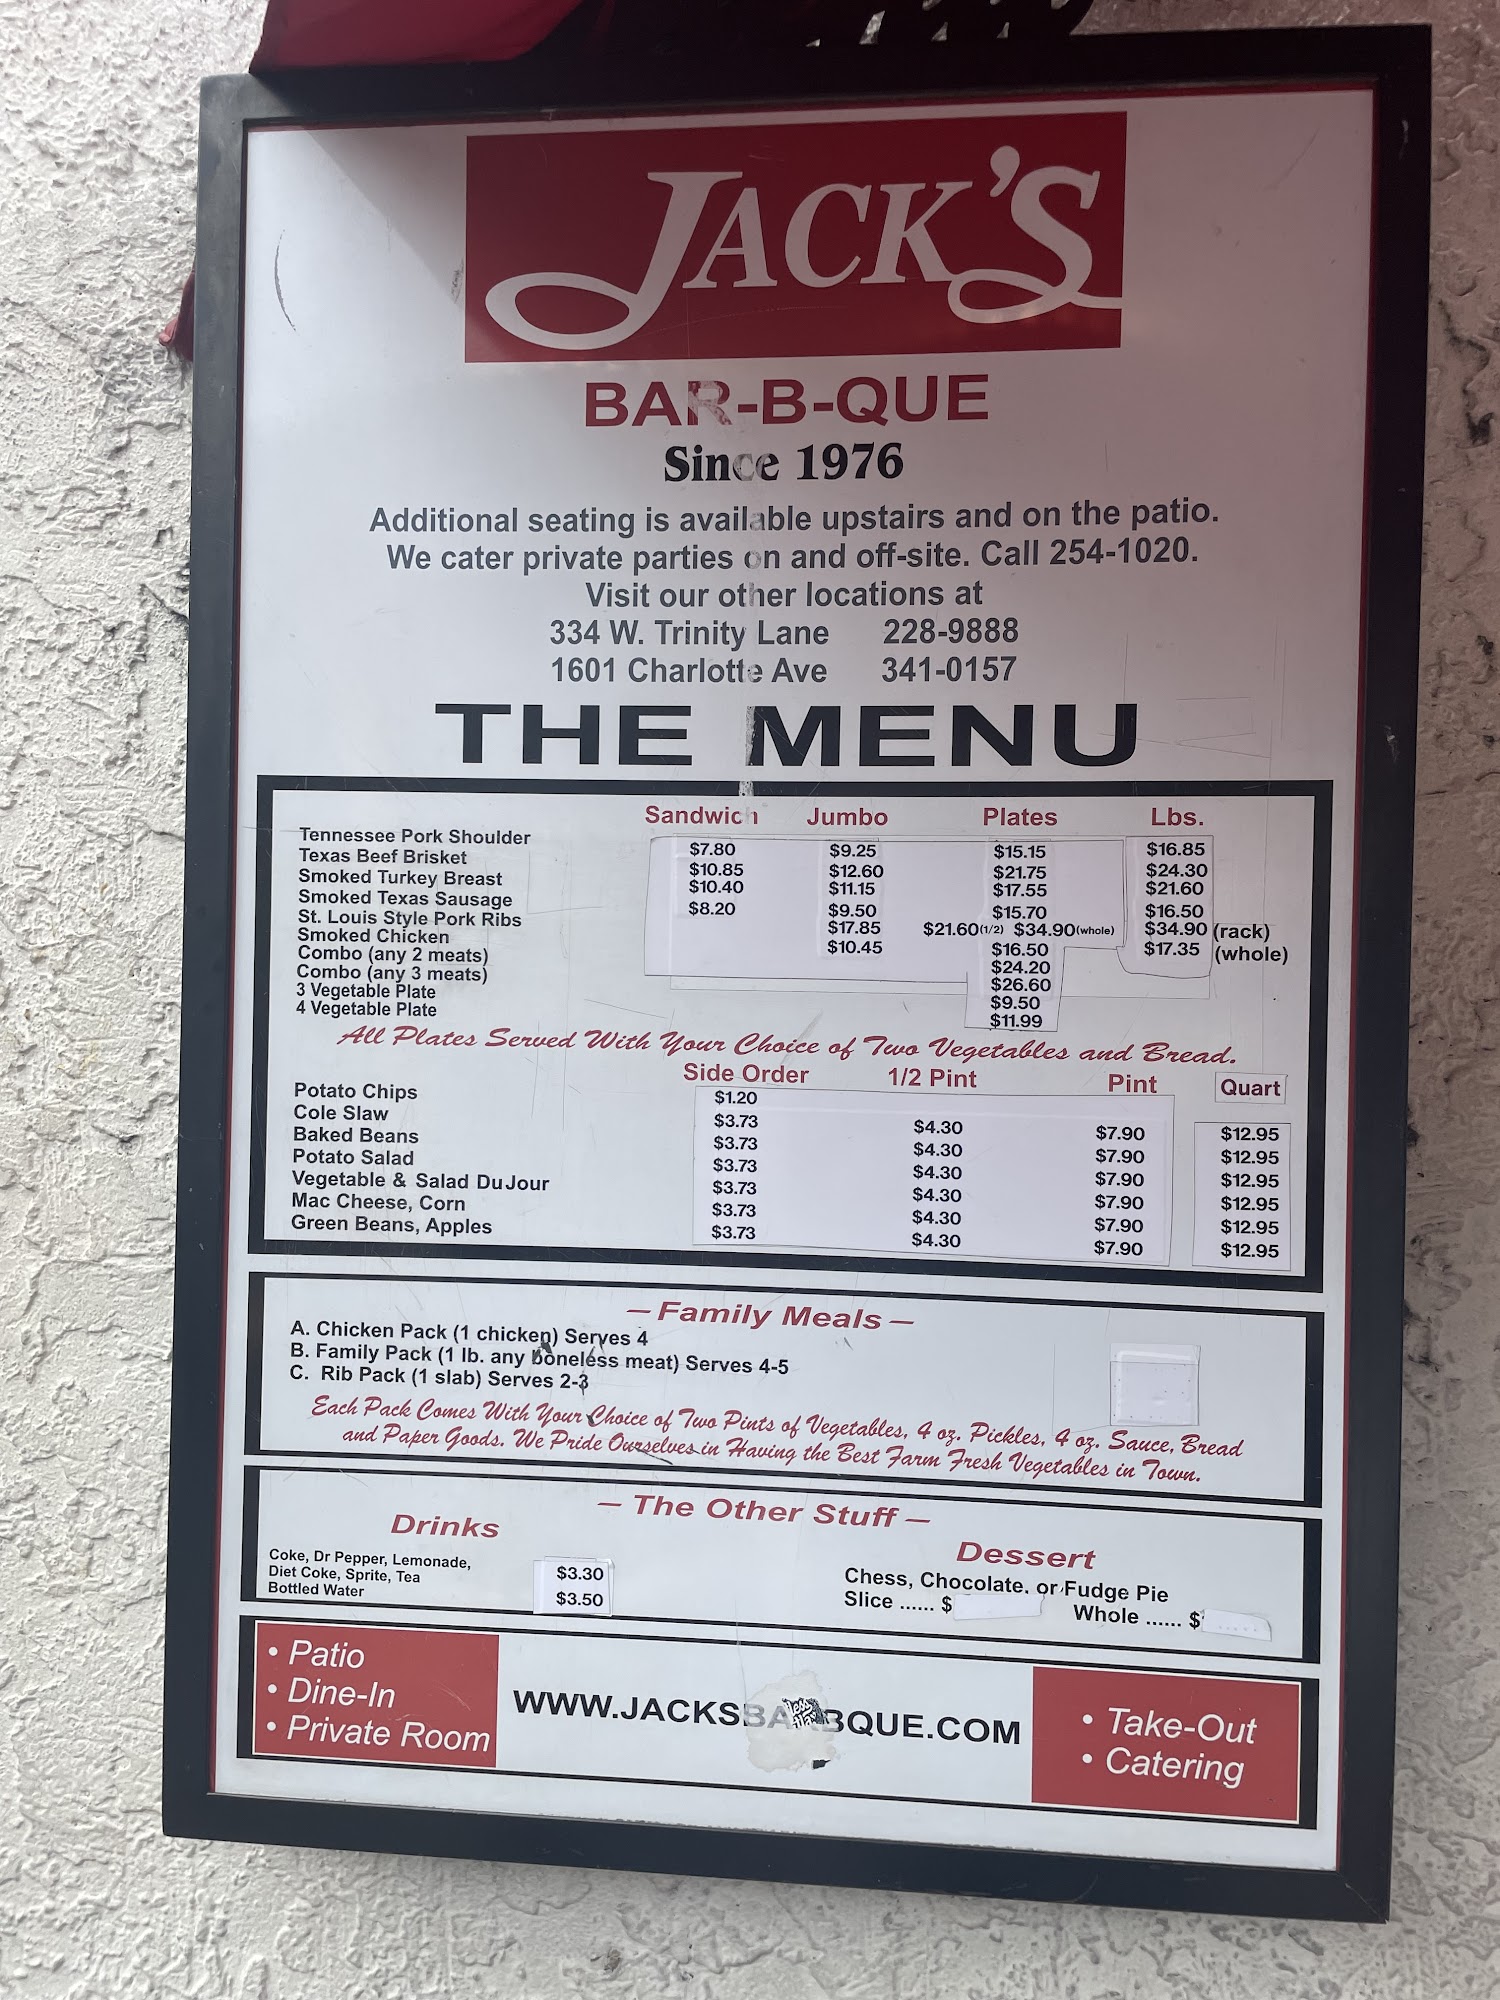 JACK'S
BAR-B-QUE
Since 1976
Additional seating is available upstairs and on the patio.
We cater private parties on and off-site. Call 254-1020.
Visit our other locations at
334 W. Trinity Lane 228-9888
1601 Charlotte Ave 341-0157
THE MENU
Sandwich Jumbo Plates Lbs.
Tennessee Pork Shoulder $7.80 $9.25 $15.15 $16.85
Texas Beef Brisket $10.85 $12.60 $21.75 $24.30
Smoked Turkey Breast $10.40 $11.15 $17.55 $21.60
Smoked Texas Sausage $8.20 $9.50 $15.70 $16.50
St. Louis Style Pork Ribs $17.85 $21.60(1/2) $34.90(whole) $34.90 (rack)
Smoked Chicken $10.45 $16.50 $17.35 (whole)
Combo (any 2 meats) $24.20
Combo (any 3 meats) $26.60
3 Vegetable Plate $9.50
4 Vegetable Plate $11.99
All Plates Served With Your Choice of Two Vegetables and Bread.
Side Order 1/2 Pint Pint Quart
Potato Chips $1.20
Cole Slaw $3.73 $4.30 $7.90 $12.95
Baked Beans $3.73 $4.30 $7.90 $12.95
Potato Salad $3.73 $4.30 $7.90 $12.95
Vegetable & Salad DuJour $3.73 $4.30 $7.90 $12.95
Mac Cheese, Corn $3.73 $4.30 $7.90 $12.95
Green Beans, Apples $3.73 $4.30 $7.90 $12.95
– Family Meals –
A. Chicken Pack (1 chicken) Serves 4
B. Family Pack (1 lb. any boneless meat) Serves 4-5
C. Rib Pack (1 slab) Serves 2-3
Each Pack Comes With Your Choice of Two Pints of Vegetables, 4 oz. Pickles, 4 oz. Sauce, Bread
and Paper Goods. We Pride Ourselves in Having the Best Farm Fresh Vegetables in Town.
– The Other Stuff –
Drinks
Coke, Dr Pepper, Lemonade,
Diet Coke, Sprite, Tea $3.30
Bottled Water $3.50
Dessert
Chess, Chocolate. or Fudge Pie
Slice ...... $ Whole ...... $
• Patio
• Dine-In
• Private Room
WWW.JACKSBARBQUE.COM
• Take-Out
• Catering